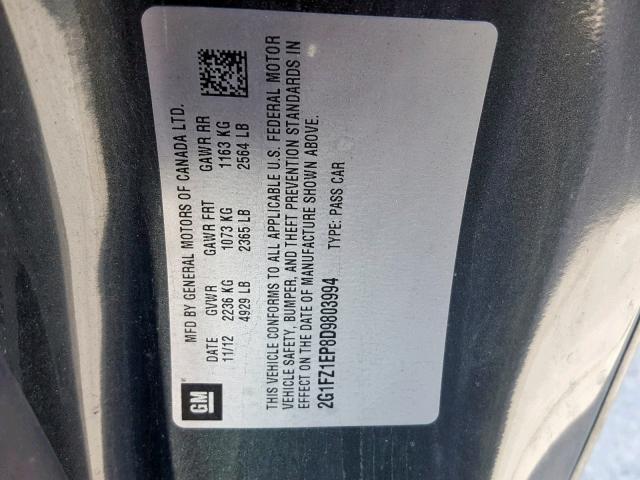 GM
MFD BY GENERAL MOTORS OF CANADA LTD.
DATE GVWR GAWR FRT GAWR RR
11/12 2236 KG 1073 KG 1163 KG
4929 LB 2365 LB 2564 LB
THIS VEHICLE CONFORMS TO ALL APPLICABLE U.S. FEDERAL MOTOR
VEHICLE SAFETY, BUMPER, AND THEFT PREVENTION STANDARDS IN
EFFECT ON THE DATE OF MANUFACTURE SHOWN ABOVE.
2G1FZ1EP8D9803994 TYPE: PASS CAR